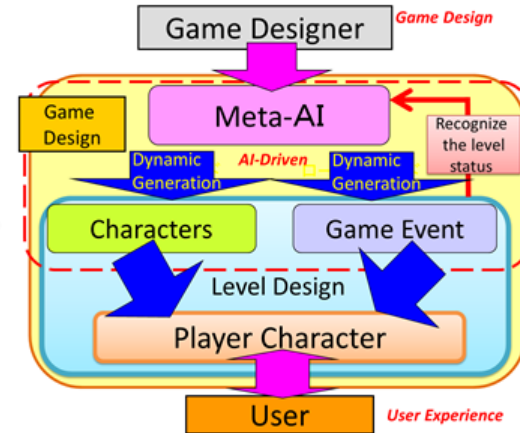 Game Design
Game Designer
Meta-AI
Game
Design
Recognize
the level
status
Dynamic
Generation
AI-Driven
Dynamic
Generation
Characters
Game Event
Level Design
Player Character
User
User Experience